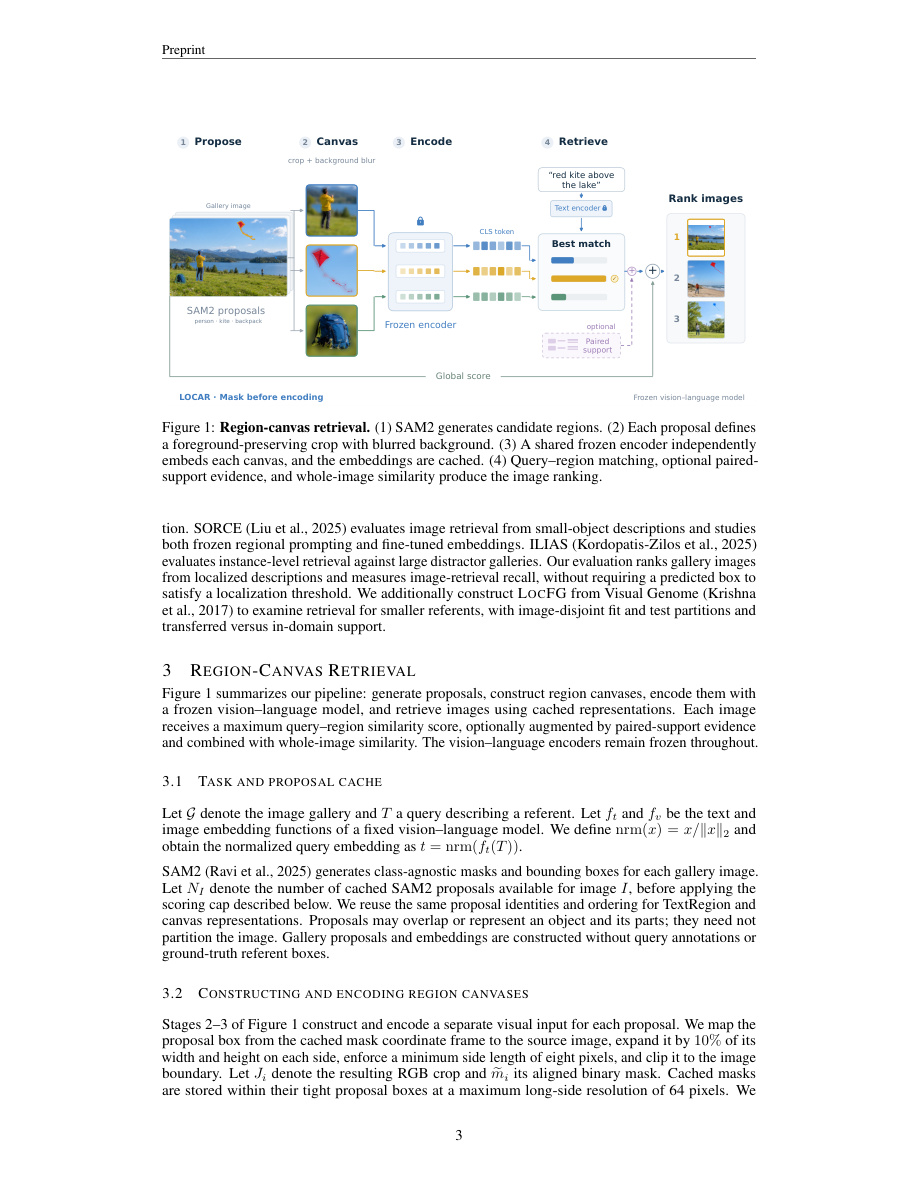 Preprint
1 Propose
2 Canvas
3 Encode
4 Retrieve
crop + background blur
"red kite above
the lake"
Text encoder
Rank images
Gallery image
CLS token
Best match
1
2
3
SAM2 proposals
person · kite · backpack
Frozen encoder
optional
Paired
support
Global score
LOCAR · Mask before encoding
Frozen vision–language model
Figure 1: Region-canvas retrieval. (1) SAM2 generates candidate regions. (2) Each proposal defines
a foreground-preserving crop with blurred background. (3) A shared frozen encoder independently
embeds each canvas, and the embeddings are cached. (4) Query–region matching, optional paired-
support evidence, and whole-image similarity produce the image ranking.
tion. SORCE (Liu et al., 2025) evaluates image retrieval from small-object descriptions and studies
both frozen regional prompting and fine-tuned embeddings. ILIAS (Kordopatis-Zilos et al., 2025)
evaluates instance-level retrieval against large distractor galleries. Our evaluation ranks gallery images
from localized descriptions and measures image-retrieval recall, without requiring a predicted box to
satisfy a localization threshold. We additionally construct LOCFG from Visual Genome (Krishna
et al., 2017) to examine retrieval for smaller referents, with image-disjoint fit and test partitions and
transferred versus in-domain support.
3 REGION-CANVAS RETRIEVAL
Figure 1 summarizes our pipeline: generate proposals, construct region canvases, encode them with
a frozen vision–language model, and retrieve images using cached representations. Each image
receives a maximum query–region similarity score, optionally augmented by paired-support evidence
and combined with whole-image similarity. The vision–language encoders remain frozen throughout.
3.1 TASK AND PROPOSAL CACHE
Let 𝒢 denote the image gallery and T a query describing a referent. Let f_t and f_v be the text and
image embedding functions of a fixed vision–language model. We define nrm(x) = x/‖x‖₂ and
obtain the normalized query embedding as t = nrm(f_t(T)).
SAM2 (Ravi et al., 2025) generates class-agnostic masks and bounding boxes for each gallery image.
Let N_I denote the number of cached SAM2 proposals available for image I, before applying the
scoring cap described below. We reuse the same proposal identities and ordering for TextRegion and
canvas representations. Proposals may overlap or represent an object and its parts; they need not
partition the image. Gallery proposals and embeddings are constructed without query annotations or
ground-truth referent boxes.
3.2 CONSTRUCTING AND ENCODING REGION CANVASES
Stages 2–3 of Figure 1 construct and encode a separate visual input for each proposal. We map the
proposal box from the cached mask coordinate frame to the source image, expand it by 10% of its
width and height on each side, enforce a minimum side length of eight pixels, and clip it to the image
boundary. Let J_i denote the resulting RGB crop and m̃_i its aligned binary mask. Cached masks
are stored within their tight proposal boxes at a maximum long-side resolution of 64 pixels. We
3